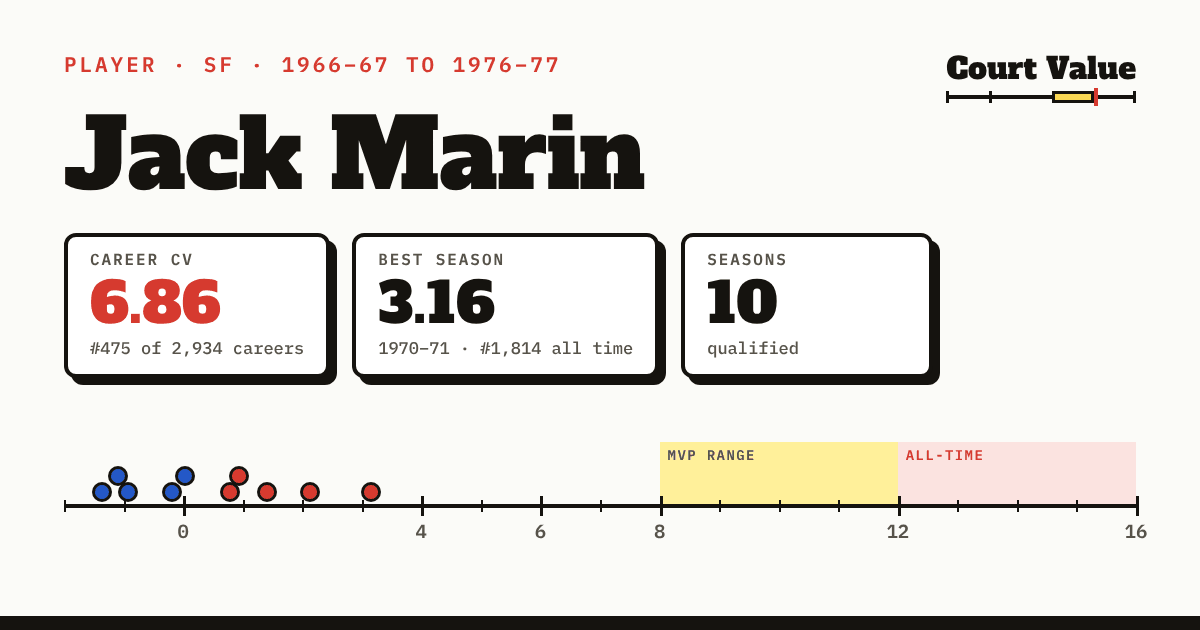 PLAYER · SF · 1966–67 TO 1976–77
Court Value
Jack Marin
CAREER CV
6.86
#475 of 2,934 careers
BEST SEASON
3.16
1970–71 · #1,814 all time
SEASONS
10
qualified
MVP RANGE
ALL-TIME
0 4 6 8 12 16